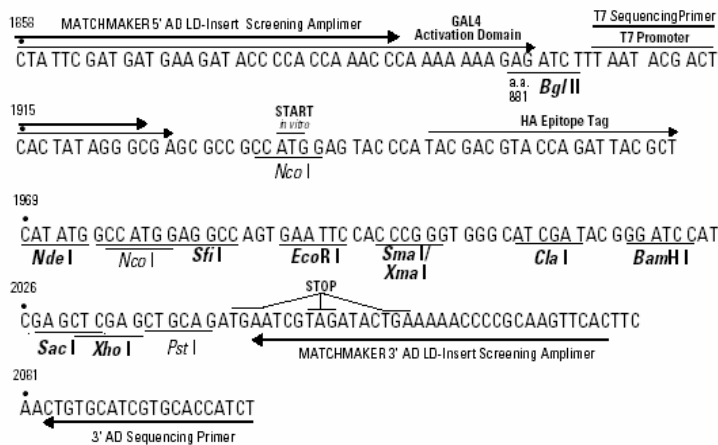 1858 MATCHMAKER 5' AD LD-Insert Screening Amplimer GAL4 Activation Domain T7 Sequencing Primer
T7 Promoter
CTA TTC GAT GAT GAA GAT ACC CCA CCA AAC CCA AAA AAA GAG ATC TTT AAT ACG ACT
a.a. 881 Bgl II
1915 START in vitro HA Epitope Tag
CAC TAT AGG GCG AGC GCC GCC ATG GAG TAC CCA TAC GAC GTA CCA GAT TAC GCT
Nco I
1969
CAT ATG GCC ATG GAG GCC AGT GAA TTC CAC CCG GGT GGG CAT CGA TAC GGG ATC CAT
Nde I Nco I Sfi I EcoR I Sma I/ Xma I Cla I BamH I
2026 STOP
CGA GCT CGA GCT GCA GAT GAATCGTAGATACTGAAAAACCCCGCAAGTTCACTTC
Sac I Xho I Pst I
MATCHMAKER 3' AD LD-Insert Screening Amplimer
2081
AACTGTGCATCGTGCACCATCT
3' AD Sequencing Primer